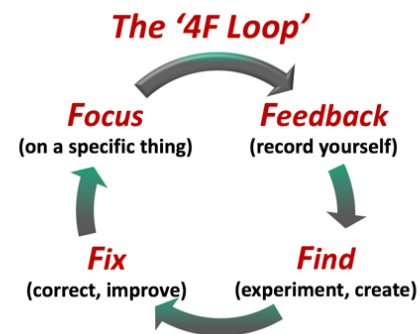 The ‘4F Loop’
Focus
(on a specific thing)
Feedback
(record yourself)
Find
(experiment, create)
Fix
(correct, improve)